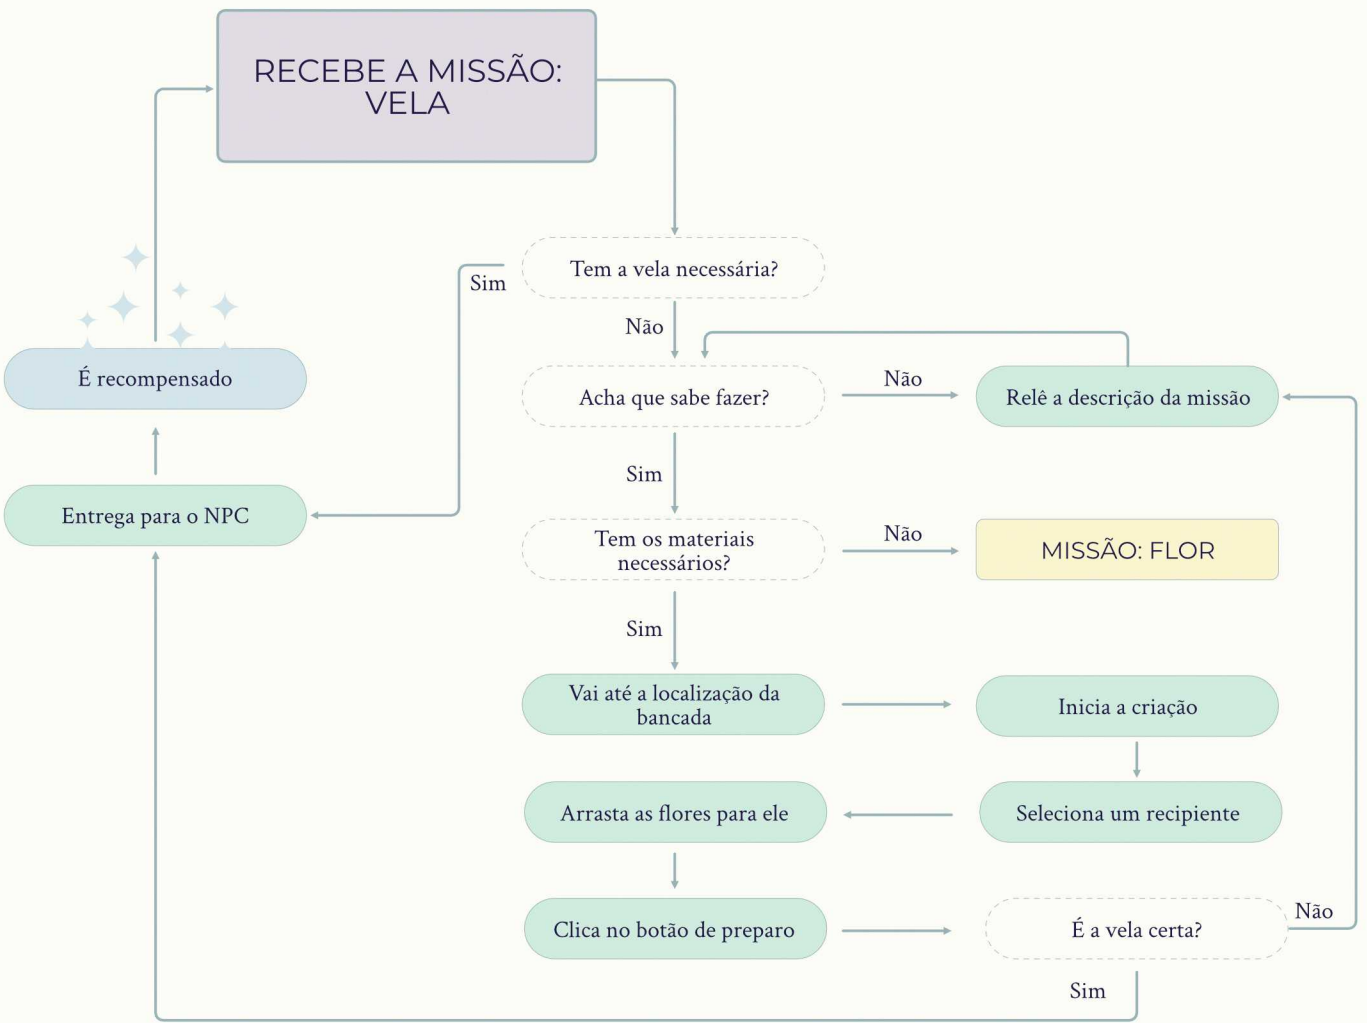 RECEBE A MISSÃO:
VELA
Tem a vela necessária?
Sim
Não
É recompensado
Acha que sabe fazer?
Não
Relê a descrição da missão
Sim
Entrega para o NPC
Tem os materiais
necessários?
Não
MISSÃO: FLOR
Sim
Vai até a localização da
bancada
Inicia a criação
Arrasta as flores para ele
Seleciona um recipiente
Clica no botão de preparo
É a vela certa?
Não
Sim